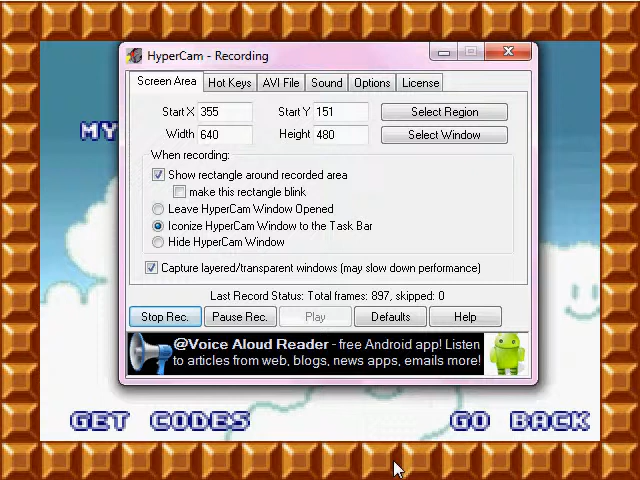 HyperCam - Recording
Screen Area Hot Keys AVI File Sound Options License
Start X 355 Start Y 151 Select Region
Width 640 Height 480 Select Window
When recording:
Show rectangle around recorded area
make this rectangle blink
Leave HyperCam Window Opened
Iconize HyperCam Window to the Task Bar
Hide HyperCam Window
Capture layered/transparent windows (may slow down performance)
Last Record Status: Total frames: 897, skipped: 0
Stop Rec. Pause Rec. Play Defaults Help
@Voice Aloud Reader - free Android app! Listen
to articles from web, blogs, news apps, emails more!
MY
GET CODES GO BACK